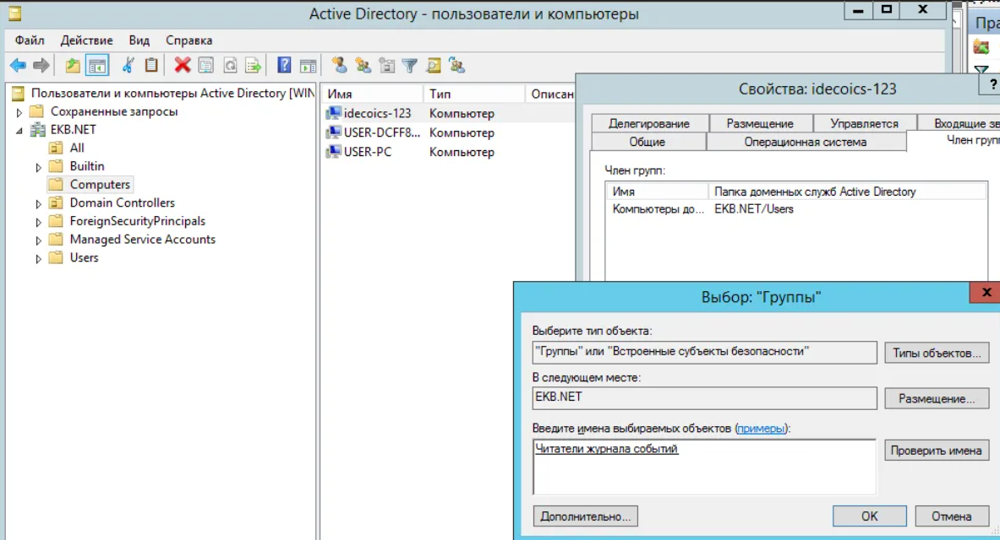 Active Directory - пользователи и компьютеры
Файл Действие Вид Справка
Пользователи и компьютеры Active Directory [WIN
Сохраненные запросы
EKB.NET
All
Builtin
Computers
Domain Controllers
ForeignSecurityPrincipals
Managed Service Accounts
Users
Имя Тип Описан
idecoics-123 Компьютер
USER-DCFF8... Компьютер
USER-PC Компьютер
Пра
Свойства: idecoics-123
?
Делегирование Размещение Управляется Входящие зв
Общие Операционная система Член групп
Член групп:
Имя Папка доменных служб Active Directory
Компьютеры до... EKB.NET/Users
Выбор: "Группы"
Выберите тип объекта:
"Группы" или "Встроенные субъекты безопасности"
Типы объектов...
В следующем месте:
EKB.NET
Размещение...
Введите имена выбираемых объектов (примеры):
Читатели журнала событий
Проверить имена
Дополнительно...
OK
Отмена